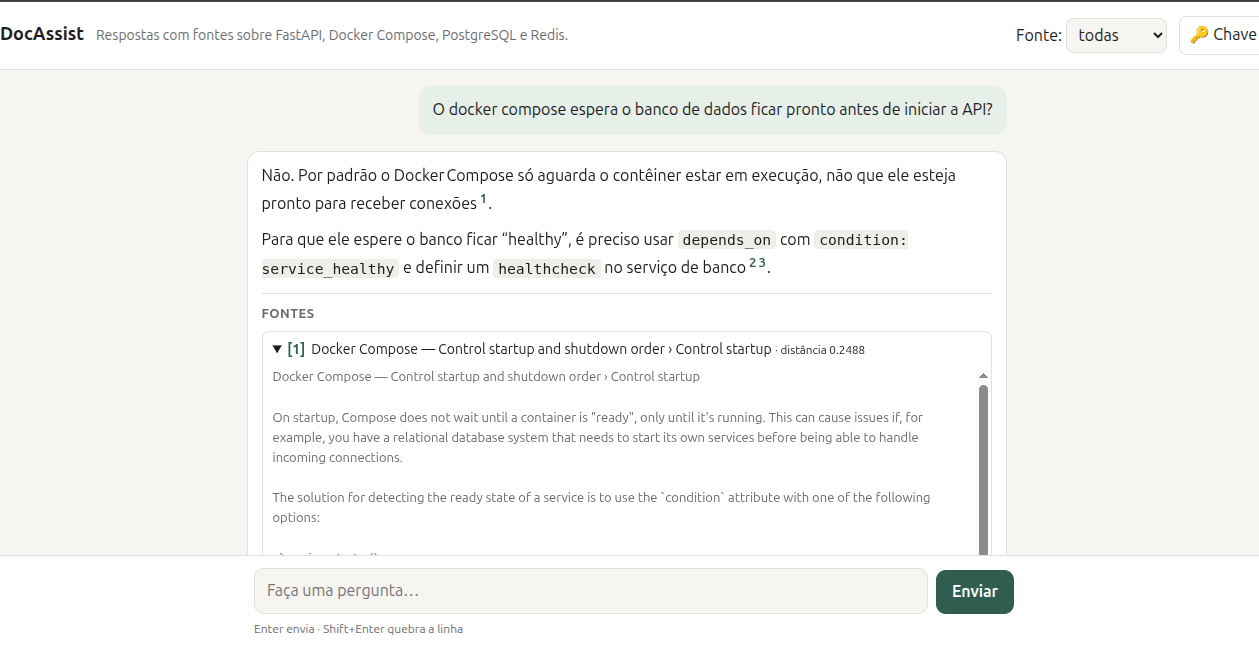 DocAssist Respostas com fontes sobre FastAPI, Docker Compose, PostgreSQL e Redis. Fonte: todas 🔑 Chave
O docker compose espera o banco de dados ficar pronto antes de iniciar a API?
Não. Por padrão o Docker Compose só aguarda o contêiner estar em execução, não que ele esteja
pronto para receber conexões 1.
Para que ele espere o banco ficar “healthy”, é preciso usar depends_on com condition:
service_healthy e definir um healthcheck no serviço de banco 2 3.
FONTES
▼ [1] Docker Compose — Control startup and shutdown order › Control startup · distância 0.2488
Docker Compose — Control startup and shutdown order › Control startup
On startup, Compose does not wait until a container is "ready", only until it's running. This can cause issues if, for
example, you have a relational database system that needs to start its own services before being able to handle
incoming connections.
The solution for detecting the ready state of a service is to use the `condition` attribute with one of the following
options:
Faça uma pergunta…
Enviar
Enter envia · Shift+Enter quebra a linha